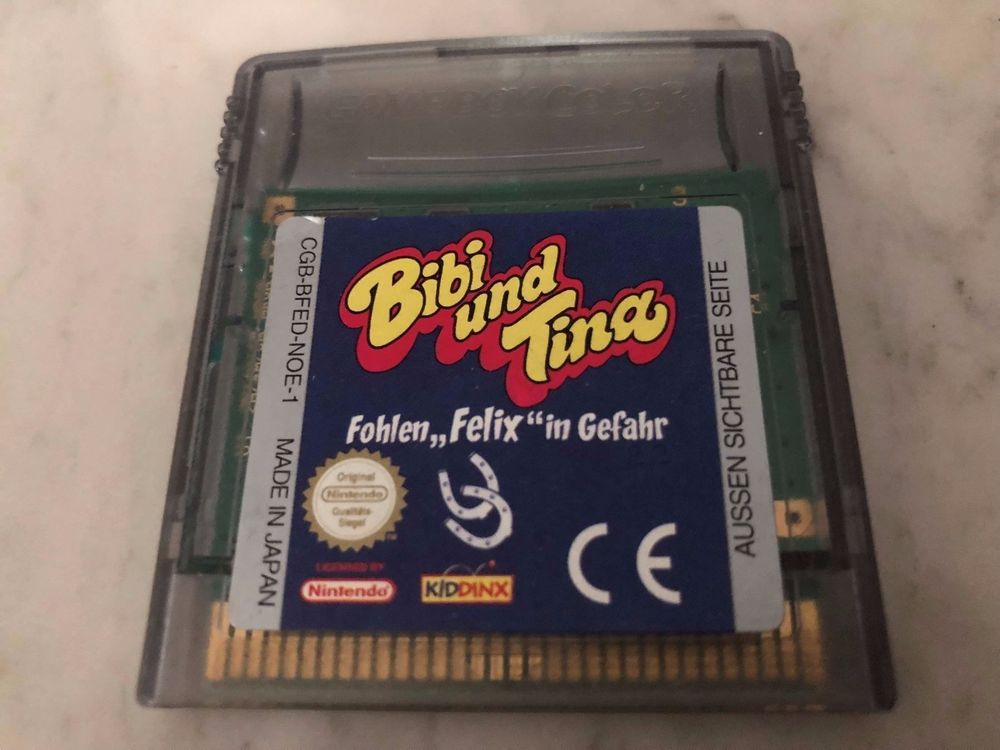 GAME BOY COLOR
CGB-BFED-NOE-1 MADE IN JAPAN
Bibi
und
Tina
Fohlen „Felix“ in Gefahr
Original
Nintendo
Qualitäts-
Siegel
TM
LICENSED BY
Nintendo
KIDDINX
CE
AUSSEN SICHTBARE SEITE